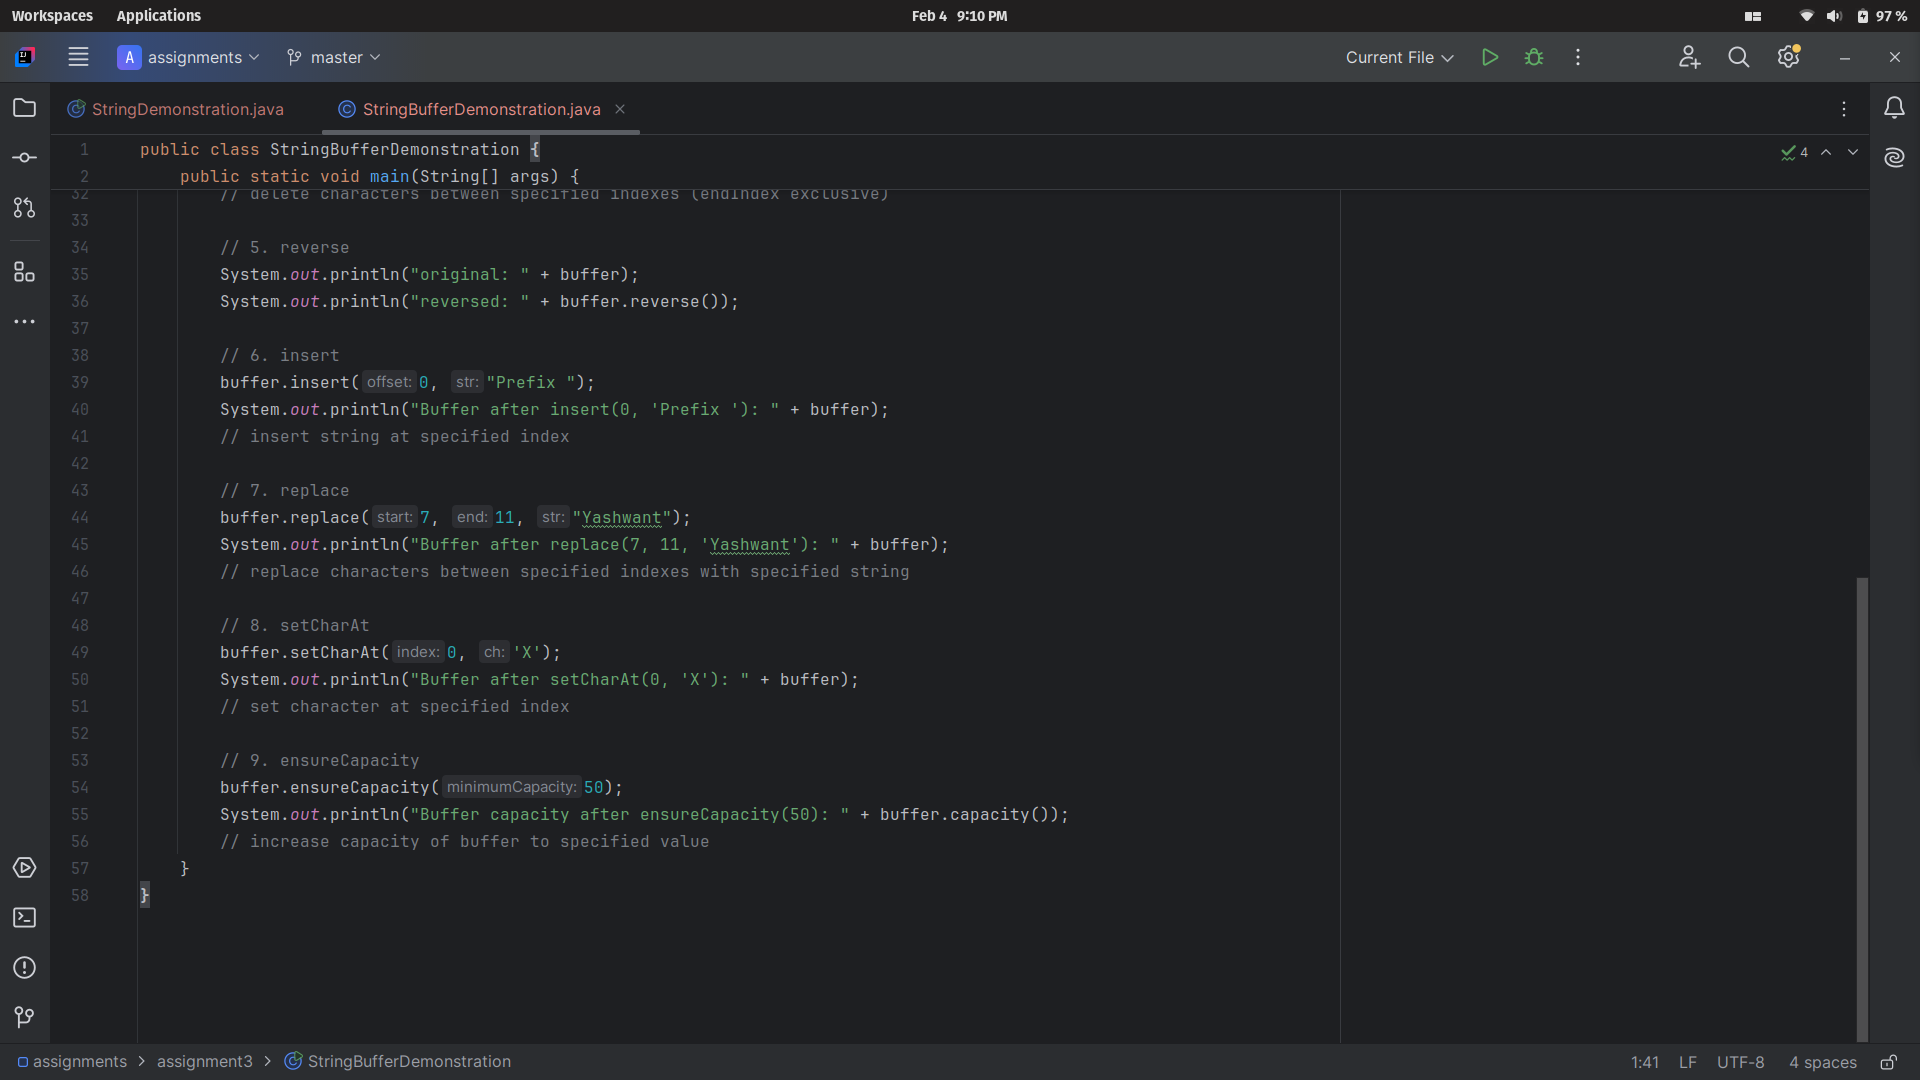 Workspaces Applications Feb 4 9:10 PM 97 %
A assignments master Current File
StringDemonstration.java StringBufferDemonstration.java
1 public class StringBufferDemonstration { 4
2 public static void main(String[] args) {
32 // delete characters between specified indexes (endIndex exclusive)
33
34 // 5. reverse
35 System.out.println("original: " + buffer);
36 System.out.println("reversed: " + buffer.reverse());
37
38 // 6. insert
39 buffer.insert( offset: 0, str: "Prefix ");
40 System.out.println("Buffer after insert(0, 'Prefix '): " + buffer);
41 // insert string at specified index
42
43 // 7. replace
44 buffer.replace( start: 7, end: 11, str: "Yashwant");
45 System.out.println("Buffer after replace(7, 11, 'Yashwant'): " + buffer);
46 // replace characters between specified indexes with specified string
47
48 // 8. setCharAt
49 buffer.setCharAt( index: 0, ch: 'X');
50 System.out.println("Buffer after setCharAt(0, 'X'): " + buffer);
51 // set character at specified index
52
53 // 9. ensureCapacity
54 buffer.ensureCapacity( minimumCapacity: 50);
55 System.out.println("Buffer capacity after ensureCapacity(50): " + buffer.capacity());
56 // increase capacity of buffer to specified value
57 }
58 }
assignments > assignment3 > StringBufferDemonstration 1:41 LF UTF-8 4 spaces